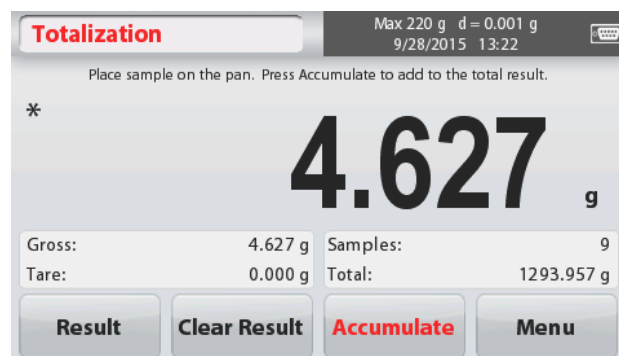 Totalization
Max 220 g d = 0.001 g
9/28/2015 13:22
Place sample on the pan. Press Accumulate to add to the total result.
*
4.627 g
Gross: 4.627 g
Tare: 0.000 g
Samples: 9
Total: 1293.957 g
Result
Clear Result
Accumulate
Menu